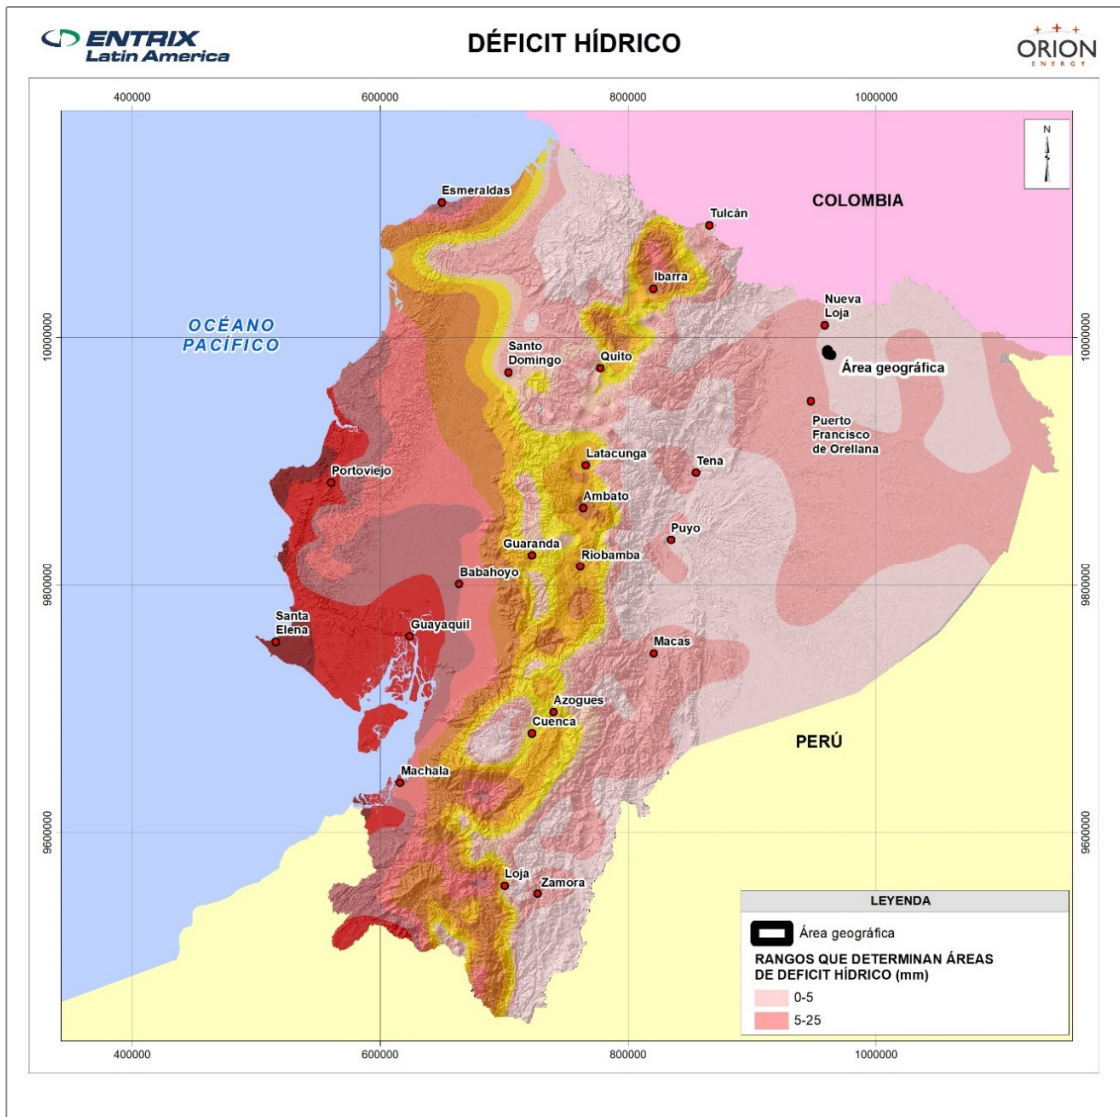 ENTRIX
Latin America
DÉFICIT HÍDRICO
ORION
ENERGY
400000
600000
800000
1000000
N
COLOMBIA
Esmeraldas
Tulcán
Ibarra
Nueva
Loja
OCÉANO
PACÍFICO
10000000
10000000
Santo
Domingo
Quito
Área geográfica
Puerto
Francisco
de Orellana
Latacunga
Tena
Portoviejo
Ambato
Puyo
Guaranda
Riobamba
Babahoyo
9800000
9800000
Santa
Elena
Guayaquil
Macas
Azogues
Cuenca
PERÚ
Machala
9600000
9600000
Loja
Zamora
LEYENDA
Área geográfica
RANGOS QUE DETERMINAN ÁREAS
DE DEFICIT HÍDRICO (mm)
0-5
5-25
400000
600000
800000
1000000